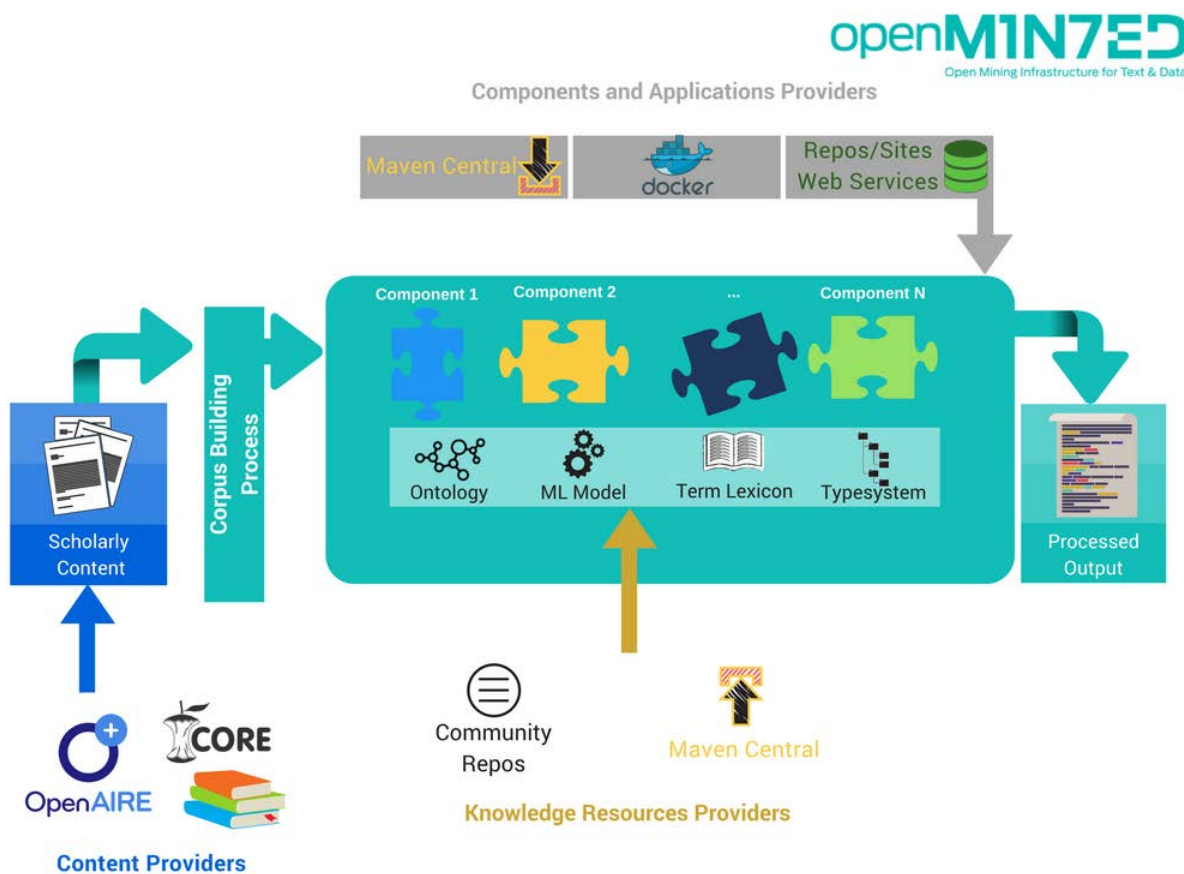 openM1N7ED
Open Mining Infrastructure for Text & Data
Components and Applications Providers
Maven Central
docker
Repos/Sites
Web Services
Component 1
Component 2
...
Component N
Corpus Building
Process
Ontology
ML Model
Term Lexicon
Typesystem
Scholarly
Content
Processed
Output
OpenAIRE
CORE
Content Providers
Community
Repos
Maven Central
Knowledge Resources Providers